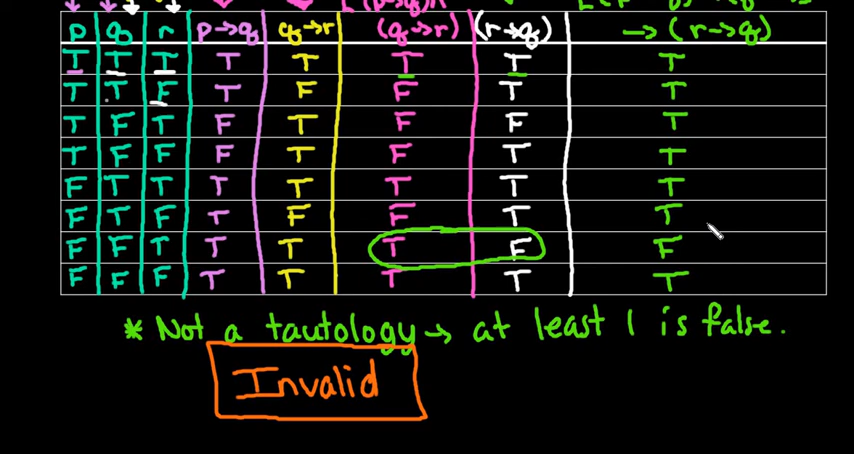 p q r p→q q→r (q→r) (r→q) → (r→q)
T T T T T T T T
T T F T F F T T
T F T F T F F T
T F F F T F T T
F T T T T T T T
F T F T F F T T
F F T T T T F F
F F F T T T T T
* Not a tautology → at least 1 is false.
Invalid